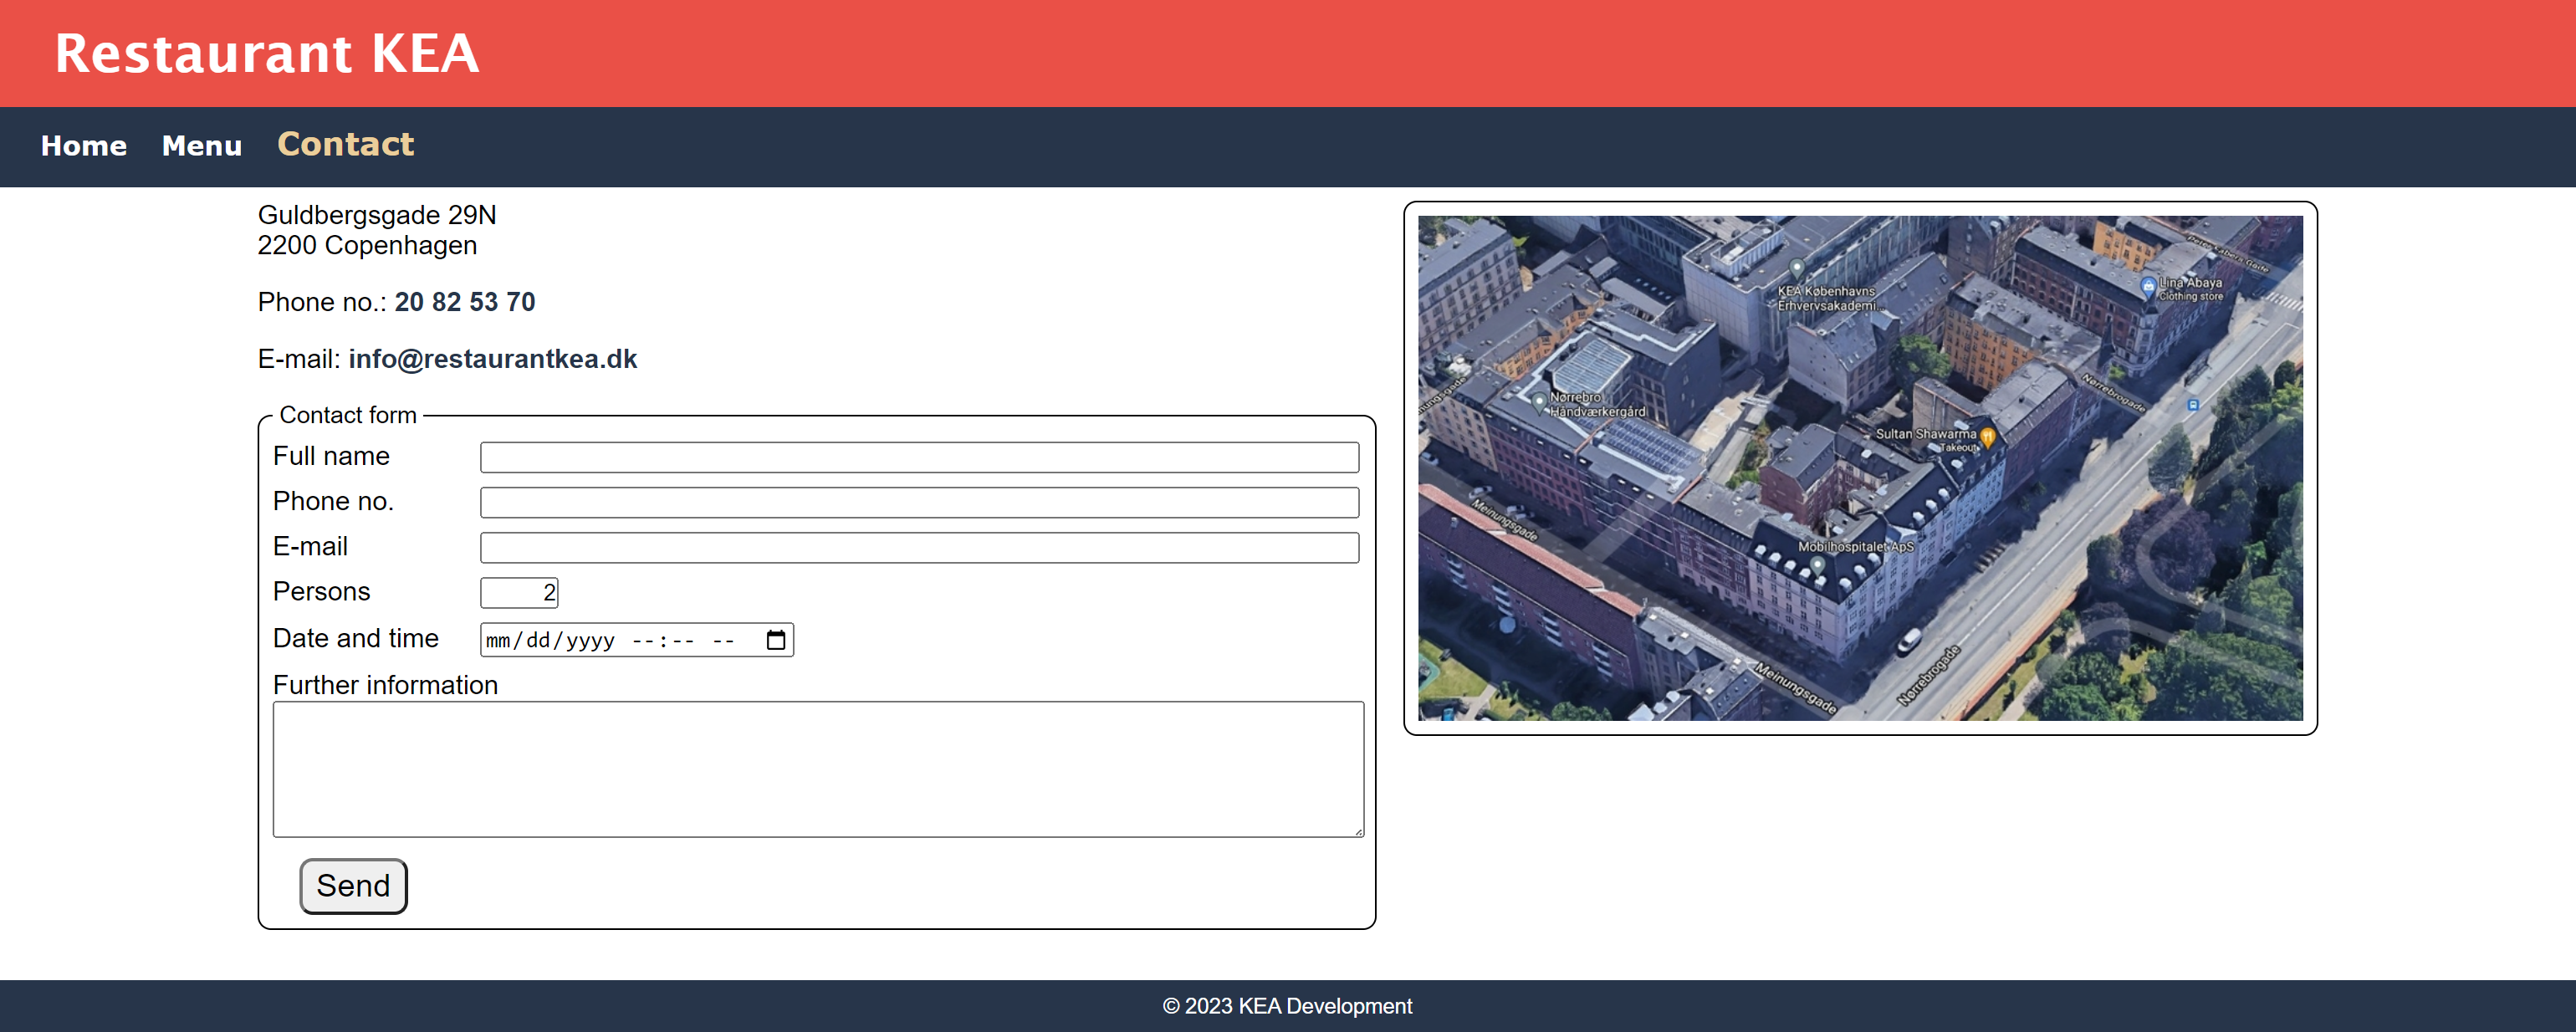 Restaurant KEA
Home Menu Contact
Guldbergsgade 29N
2200 Copenhagen
Phone no.: 20 82 53 70
E-mail: info@restaurantkea.dk
Contact form
Full name
Phone no.
E-mail
Persons 2
Date and time mm/dd/yyyy --:-- --
Further information
Send
KEA Københavns
Erhvervsakademi...
Lina Abaya
Clothing store
Nørrebro
Håndværkergård
Nørrebrogade
Sultan Shawarma
Takeout
Meinungsgade
Mobilhospitalet ApS
Meinungsgade
Nørrebrogade
© 2023 KEA Development